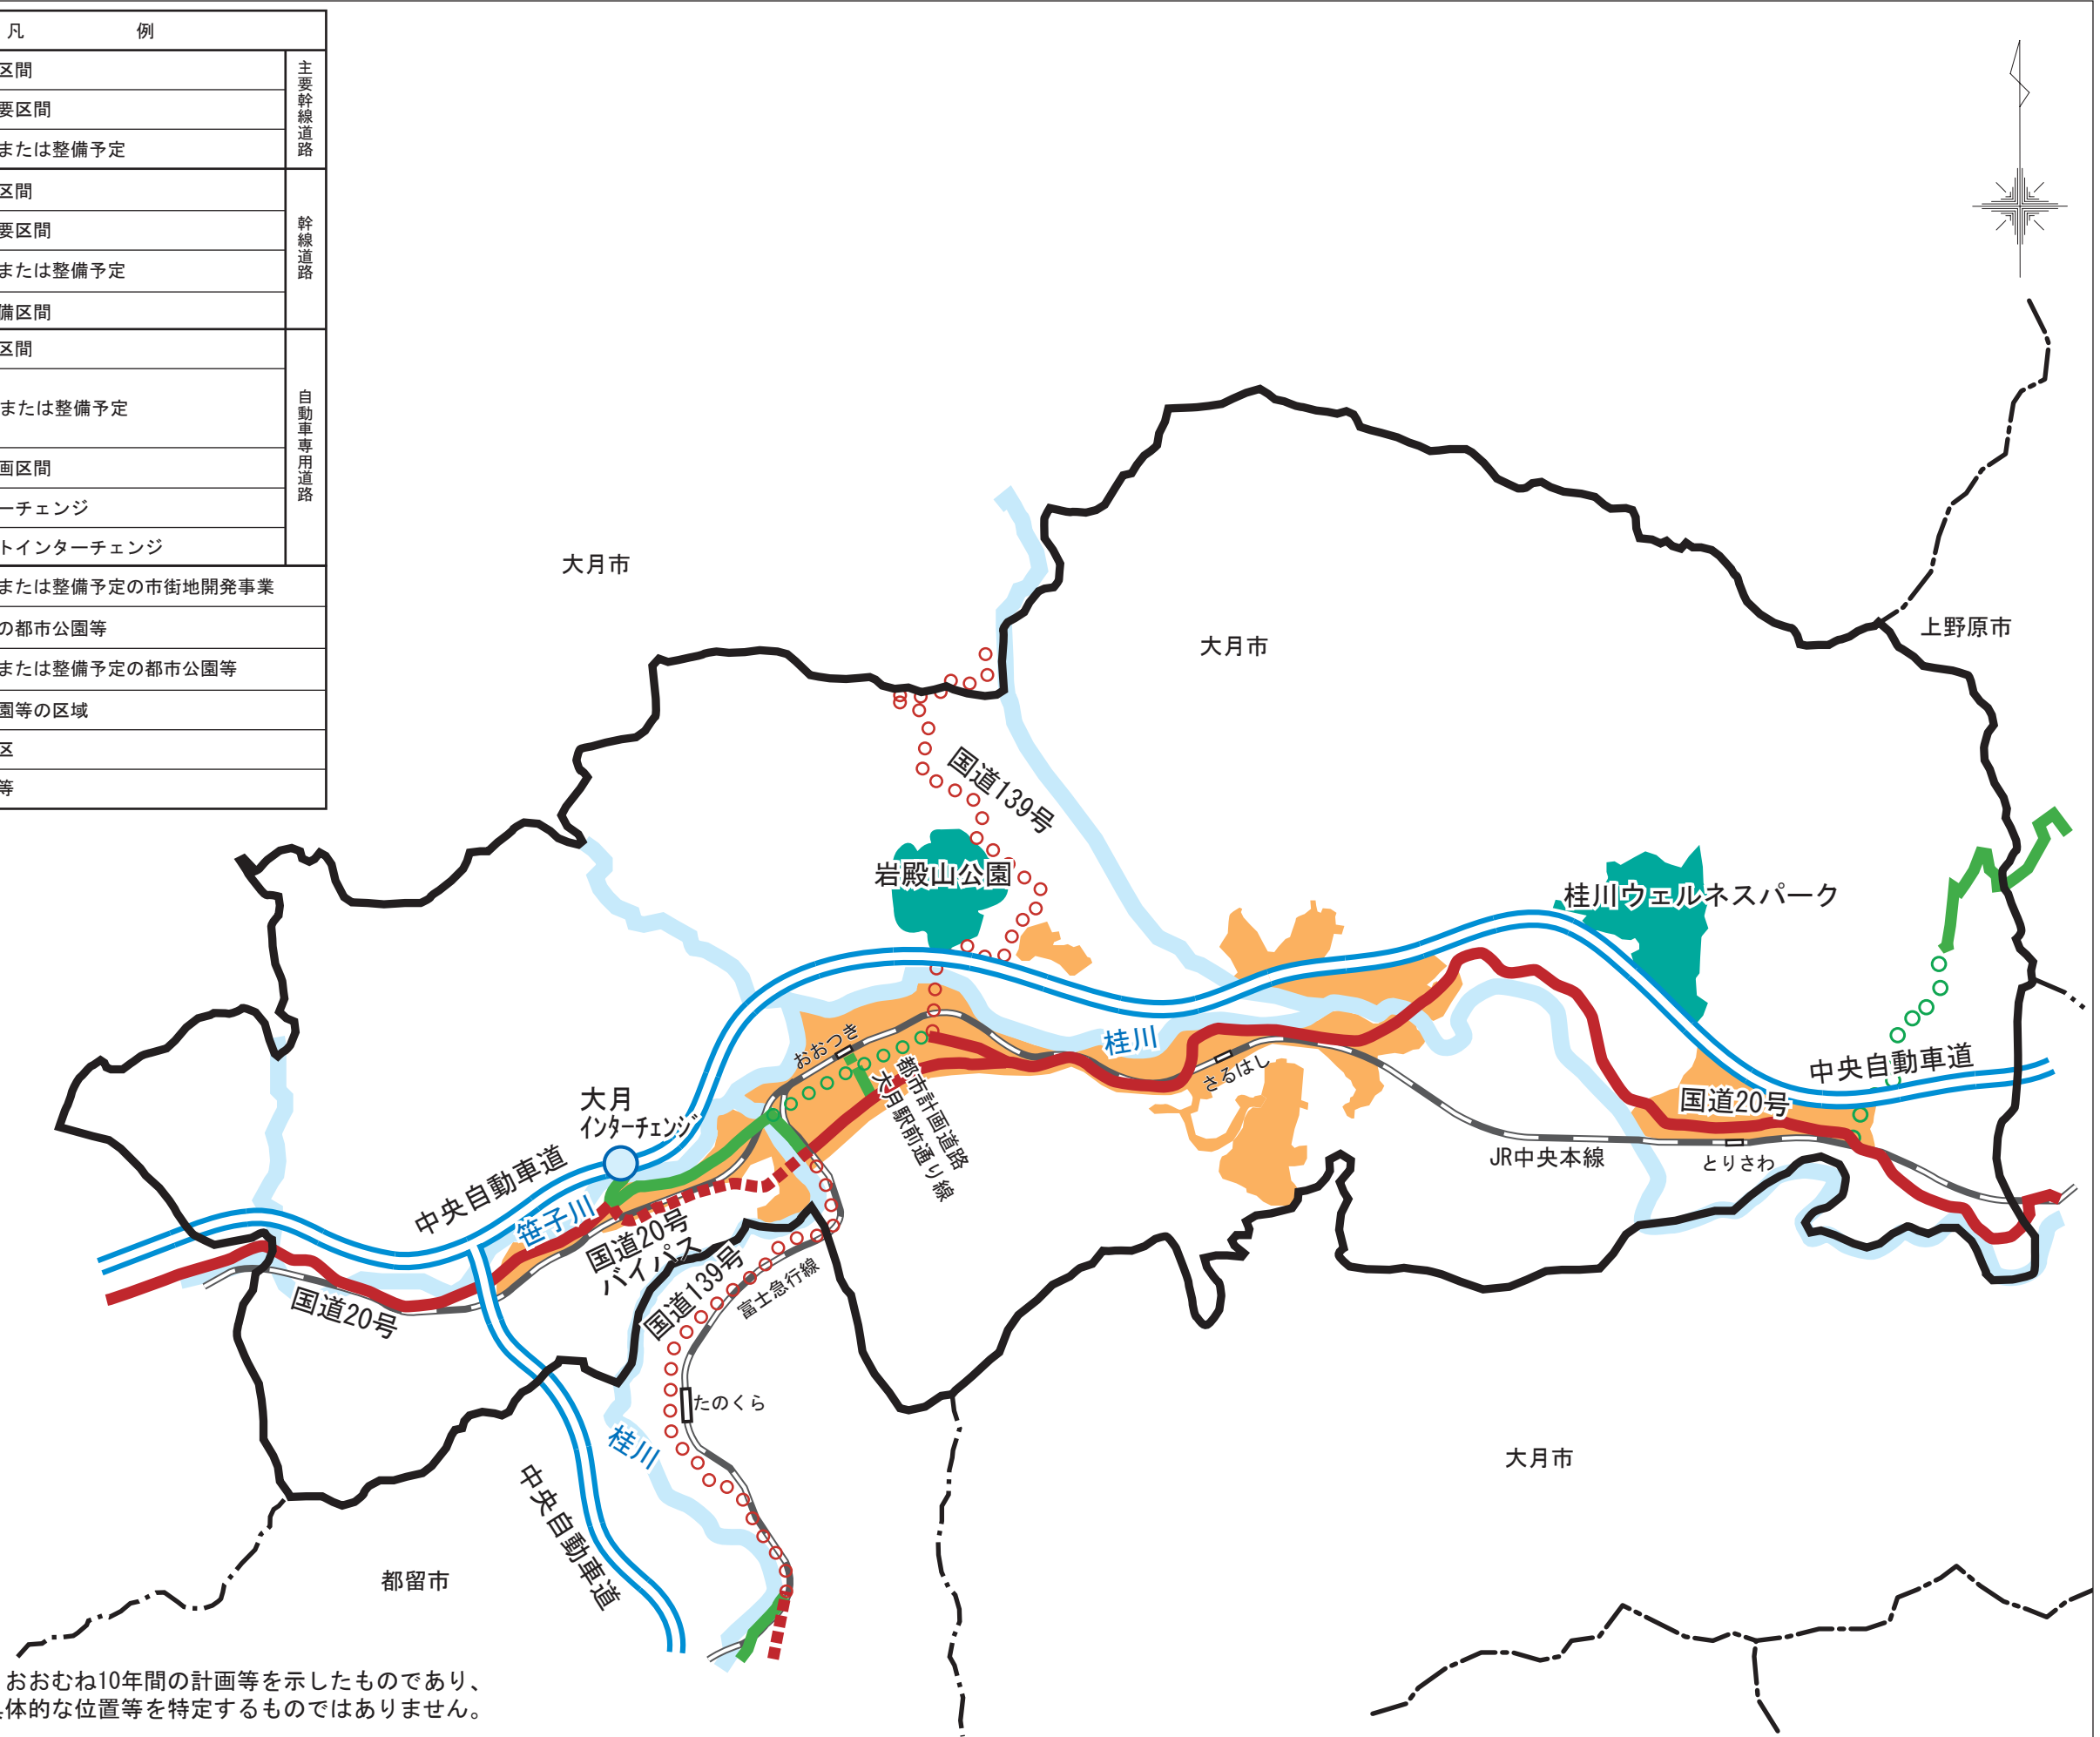 凡例
区間
要区間
または整備予定
主要幹線道路
区間
要区間
または整備予定
備区間
幹線道路
区間
または整備予定
画区間
ーチェンジ
トインターチェンジ
自動車専用道路
または整備予定の市街地開発事業
の都市公園等
または整備予定の都市公園等
園等の区域
区
等
大月市
大月市
上野原市
国道139号
岩殿山公園
桂川ウェルネスパーク
おおつき
桂川
さるはし
中央自動車道
国道20号
大月
インターチェンジ
都市計画道路
大月駅前通り線
JR中央本線
とりさわ
中央自動車道
笹子川
国道20号
バイパス
国道139号
富士急行線
国道20号
たのくら
桂川
中央自動車道
大月市
都留市
おおむね10年間の計画等を示したものであり、
体的な位置等を特定するものではありません。